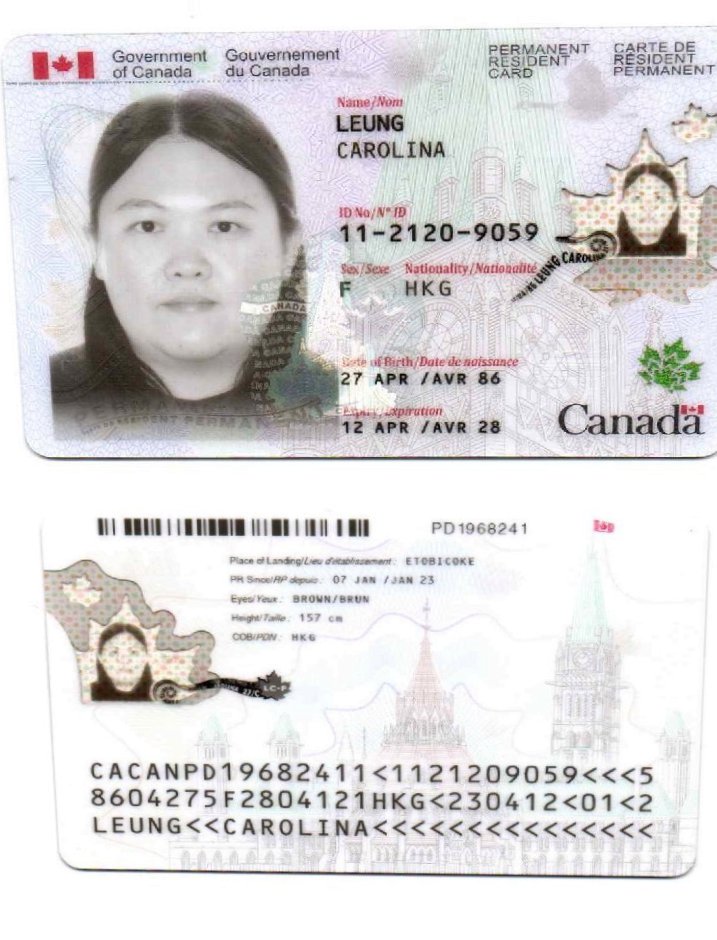 Government Gouvernement
of Canada du Canada
PERMANENT RESIDENT CARD
CARTE DE RÉSIDENT PERMANENT
Name/Nom
LEUNG
CAROLINA
ID No/N° ID
11-2120-9059
Sex/Sexe Nationality/Nationalité
F HKG
LEUNG CAROLINA
CANADA
Date of Birth/Date de naissance
27 APR /AVR 86
Expiry/Expiration
12 APR /AVR 28
Canada
PD1968241
Place of Landing/Lieu d'établissement: ETOBICOKE
PR Since/RP depuis: 07 JAN /JAN 23
Eyes/Yeux: BROWN/BRUN
Height/Taille: 157 cm
COB/PDN: HKG
CACANPD19682411<1121209059<<<5
8604275F2804121HKG<230412<01<2
LEUNG<<CAROLINA<<<<<<<<<<<<<<<